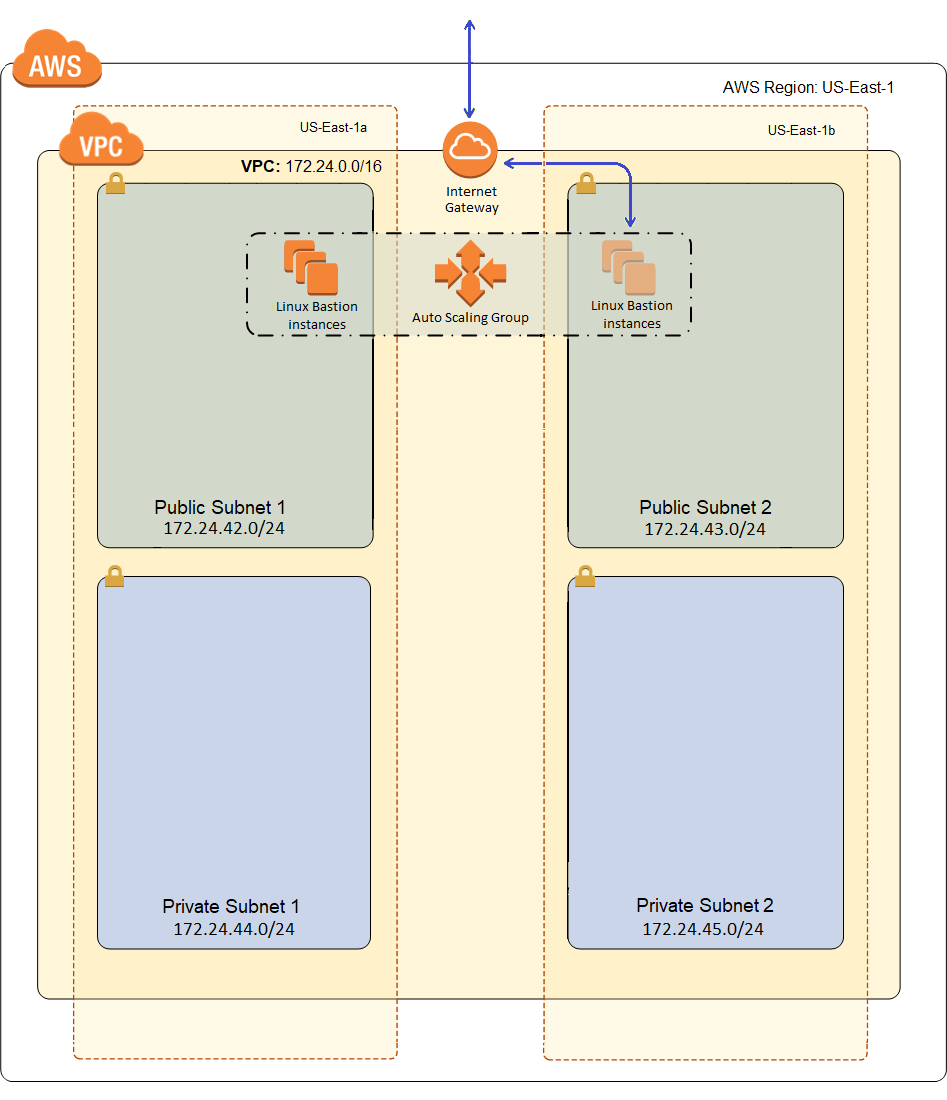 AWS
AWS Region: US-East-1
US-East-1a
US-East-1b
VPC
VPC: 172.24.0.0/16
Internet
Gateway
Linux Bastion
instances
Auto Scaling Group
Linux Bastion
instances
Public Subnet 1
172.24.42.0/24
Public Subnet 2
172.24.43.0/24
Private Subnet 1
172.24.44.0/24
Private Subnet 2
172.24.45.0/24